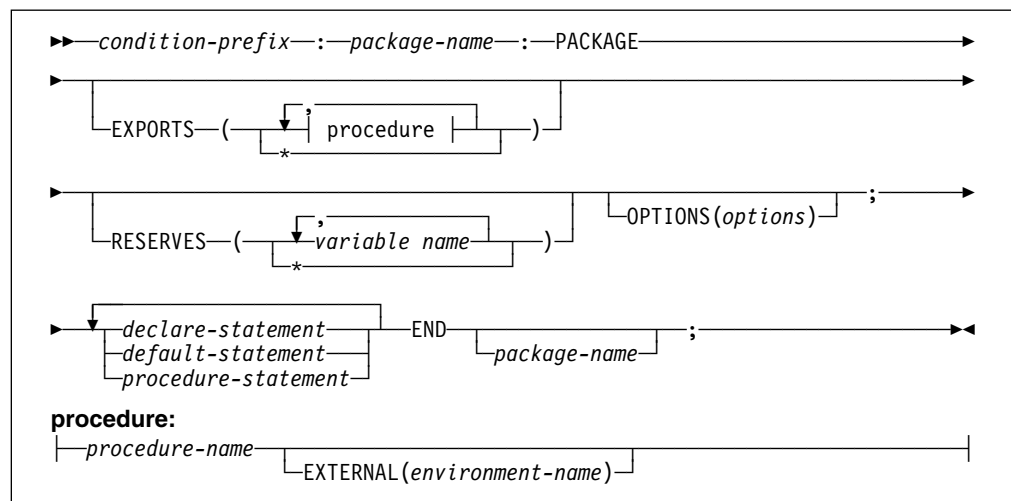 condition-prefix : package-name : PACKAGE
,
EXPORTS ( procedure )
*
,
RESERVES ( variable name ) OPTIONS(options) ;
*
declare-statement END ;
default-statement package-name
procedure-statement
procedure:
procedure-name
EXTERNAL(environment-name)